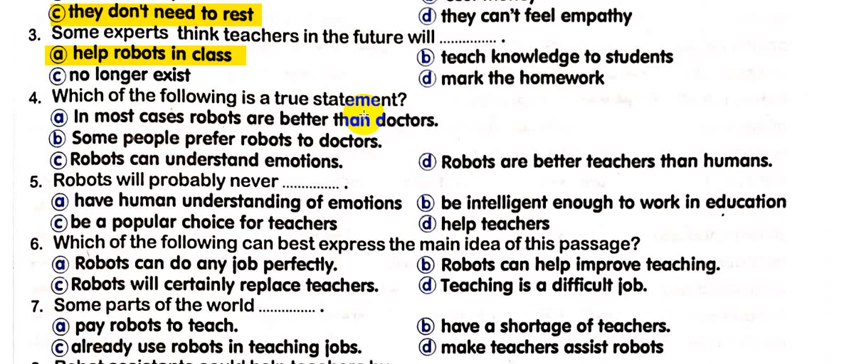 ⓒ they don't need to rest
ⓓ they can't feel empathy
3. Some experts think teachers in the future will ............... .
ⓐ help robots in class ⓑ teach knowledge to students
ⓒ no longer exist ⓓ mark the homework
4. Which of the following is a true statement?
ⓐ In most cases robots are better than doctors.
ⓑ Some people prefer robots to doctors.
ⓒ Robots can understand emotions. ⓓ Robots are better teachers than humans.
5. Robots will probably never ............... .
ⓐ have human understanding of emotions ⓑ be intelligent enough to work in education
ⓒ be a popular choice for teachers ⓓ help teachers
6. Which of the following can best express the main idea of this passage?
ⓐ Robots can do any job perfectly. ⓑ Robots can help improve teaching.
ⓒ Robots will certainly replace teachers. ⓓ Teaching is a difficult job.
7. Some parts of the world ............... .
ⓐ pay robots to teach. ⓑ have a shortage of teachers.
ⓒ already use robots in teaching jobs. ⓓ make teachers assist robots